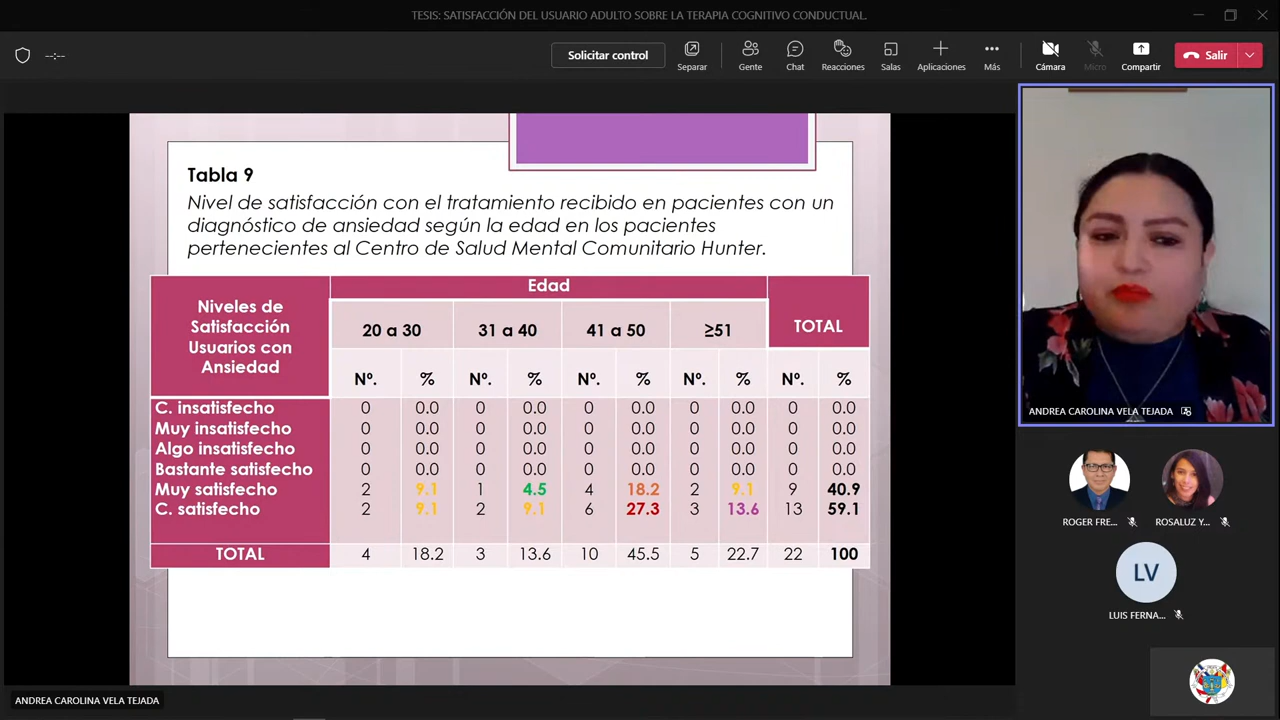 TESIS: SATISFACCIÓN DEL USUARIO ADULTO SOBRE LA TERAPIA COGNITIVO CONDUCTUAL.
--:--
Solicitar control
Separar
Gente
Chat
Reacciones
Salas
Aplicaciones
Más
Cámara
Micro
Compartir
Salir
Tabla 9
Nivel de satisfacción con el tratamiento recibido en pacientes con un
diagnóstico de ansiedad según la edad en los pacientes
pertenecientes al Centro de Salud Mental Comunitario Hunter.
Niveles de
Satisfacción
Usuarios con
Ansiedad
Edad
TOTAL
20 a 30 31 a 40 41 a 50 ≥51
Nº. % Nº. % Nº. % Nº. % Nº. %
C. insatisfecho 0 0.0 0 0.0 0 0.0 0 0.0 0 0.0
Muy insatisfecho 0 0.0 0 0.0 0 0.0 0 0.0 0 0.0
Algo insatisfecho 0 0.0 0 0.0 0 0.0 0 0.0 0 0.0
Bastante satisfecho 0 0.0 0 0.0 0 0.0 0 0.0 0 0.0
Muy satisfecho 2 9.1 1 4.5 4 18.2 2 9.1 9 40.9
C. satisfecho 2 9.1 2 9.1 6 27.3 3 13.6 13 59.1
TOTAL 4 18.2 3 13.6 10 45.5 5 22.7 22 100
ANDREA CAROLINA VELA TEJADA
ROGER FRE...
ROSALUZ Y...
LV
LUIS FERNA...
ANDREA CAROLINA VELA TEJADA